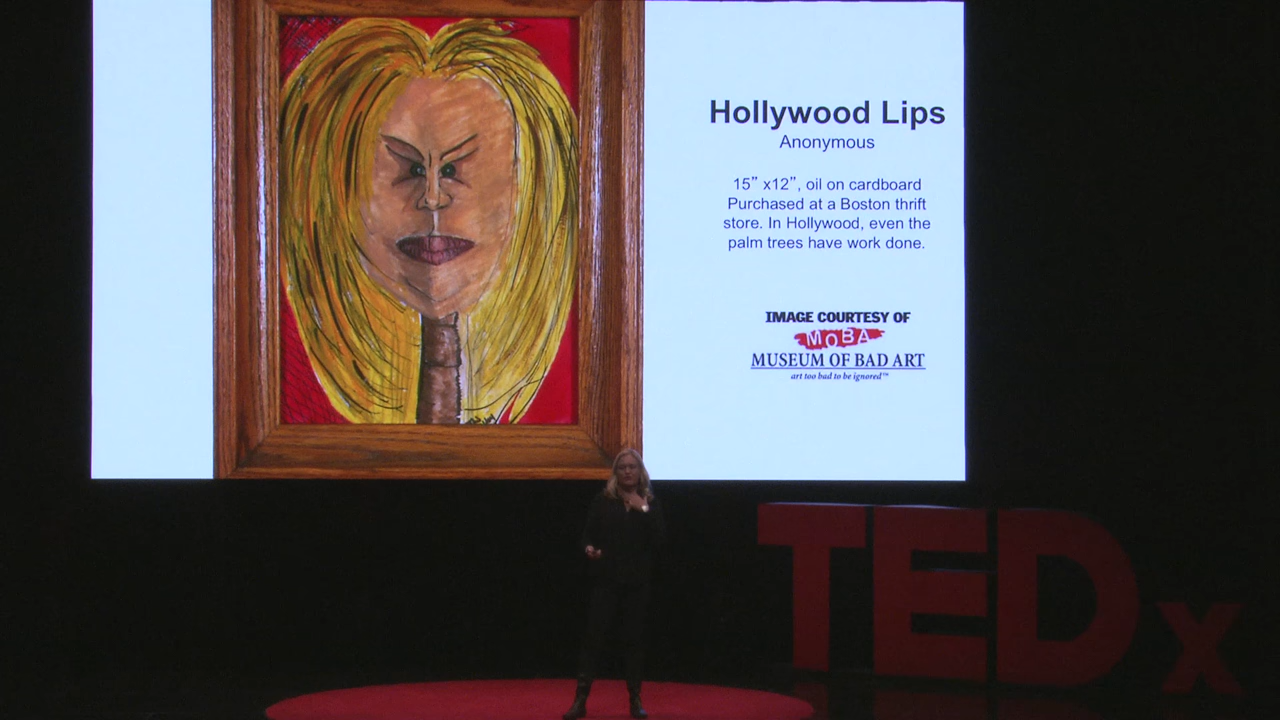 Hollywood Lips
Anonymous
15” x12”, oil on cardboard
Purchased at a Boston thrift
store. In Hollywood, even the
palm trees have work done.
IMAGE COURTESY OF
MOBA
MUSEUM OF BAD ART
art too bad to be ignored™
TEDx